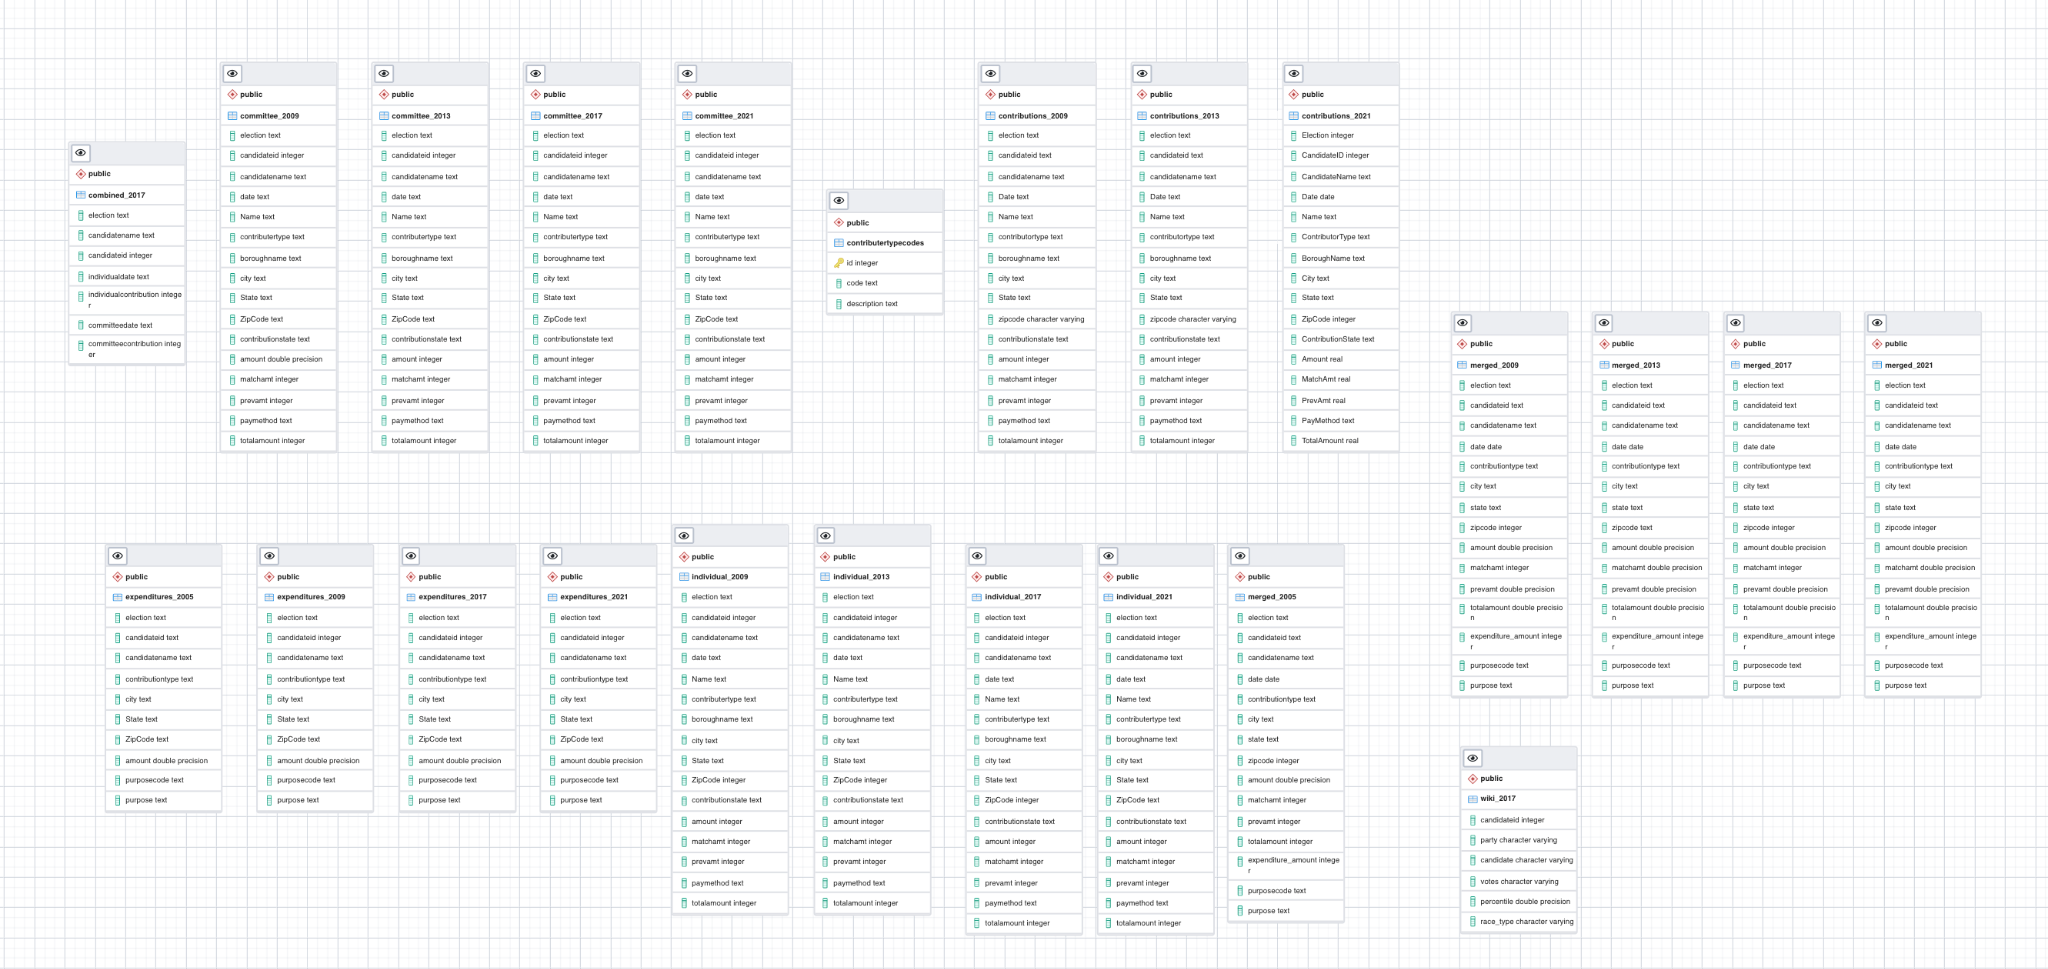 public
combined_2017
election text
candidatename text
candidateid integer
individualdate text
individualcontribution intege
r
committeedate text
committeecontribution integ
er
public
committee_2009
election text
candidateid integer
candidatename text
date text
Name text
contributertype text
boroughname text
city text
State text
ZipCode text
contributionstate text
amount double precision
matchamt integer
prevamt integer
paymethod text
totalamount integer
public
committee_2013
election text
candidateid integer
candidatename text
date text
Name text
contributertype text
boroughname text
city text
State text
ZipCode text
contributionstate text
amount integer
matchamt integer
prevamt integer
paymethod text
totalamount integer
public
committee_2017
election text
candidateid integer
candidatename text
date text
Name text
contributertype text
boroughname text
city text
State text
ZipCode text
contributionstate text
amount integer
matchamt integer
prevamt integer
paymethod text
totalamount integer
public
committee_2021
election text
candidateid integer
candidatename text
date text
Name text
contributertype text
boroughname text
city text
State text
ZipCode text
contributionstate text
amount integer
matchamt integer
prevamt integer
paymethod text
totalamount integer
public
contributertypecodes
id integer
code text
description text
public
contributions_2009
election text
candidateid text
candidatename text
Date text
Name text
contributortype text
boroughname text
city text
State text
zipcode character varying
contributionstate text
amount integer
matchamt integer
prevamt integer
paymethod text
totalamount integer
public
contributions_2013
election text
candidateid text
candidatename text
Date text
Name text
contributortype text
boroughname text
city text
State text
zipcode character varying
contributionstate text
amount integer
matchamt integer
prevamt integer
paymethod text
totalamount integer
public
contributions_2021
Election integer
CandidateID integer
CandidateName text
Date date
Name text
ContributorType text
BoroughName text
City text
State text
ZipCode integer
ContributionState text
Amount real
MatchAmt real
PrevAmt real
PayMethod text
TotalAmount real
public
merged_2009
election text
candidateid text
candidatename text
date date
contributiontype text
city text
state text
zipcode integer
amount double precision
matchamt integer
prevamt double precision
totalamount double precisio
n
expenditure_amount intege
r
purposecode text
purpose text
public
merged_2013
election text
candidateid text
candidatename text
date date
contributiontype text
city text
state text
zipcode text
amount double precision
matchamt double precision
prevamt double precision
totalamount double precisio
n
expenditure_amount intege
r
purposecode text
purpose text
public
merged_2017
election text
candidateid text
candidatename text
date date
contributiontype text
city text
state text
zipcode integer
amount double precision
matchamt integer
prevamt double precision
totalamount double precisio
n
expenditure_amount intege
r
purposecode text
purpose text
public
merged_2021
election text
candidateid text
candidatename text
date date
contributiontype text
city text
state text
zipcode integer
amount double precision
matchamt double precision
prevamt double precision
totalamount double precisio
n
expenditure_amount intege
r
purposecode text
purpose text
public
expenditures_2005
election text
candidateid text
candidatename text
contributiontype text
city text
State text
ZipCode text
amount double precision
purposecode text
purpose text
public
expenditures_2009
election text
candidateid integer
candidatename text
contributiontype text
city text
State text
ZipCode text
amount double precision
purposecode text
purpose text
public
expenditures_2017
election text
candidateid integer
candidatename text
contributiontype text
city text
State text
ZipCode text
amount double precision
purposecode text
purpose text
public
expenditures_2021
election text
candidateid integer
candidatename text
contributiontype text
city text
State text
ZipCode text
amount double precision
purposecode text
purpose text
public
individual_2009
election text
candidateid integer
candidatename text
date text
Name text
contributertype text
boroughname text
city text
State text
ZipCode integer
contributionstate text
amount integer
matchamt integer
prevamt integer
paymethod text
totalamount integer
public
individual_2013
election text
candidateid integer
candidatename text
date text
Name text
contributertype text
boroughname text
city text
State text
ZipCode integer
contributionstate text
amount integer
matchamt integer
prevamt integer
paymethod text
totalamount integer
public
individual_2017
election text
candidateid integer
candidatename text
date text
Name text
contributertype text
boroughname text
city text
State text
ZipCode integer
contributionstate text
amount integer
matchamt integer
prevamt integer
paymethod text
totalamount integer
public
individual_2021
election text
candidateid integer
candidatename text
date text
Name text
contributertype text
boroughname text
city text
State text
ZipCode text
contributionstate text
amount integer
matchamt integer
prevamt integer
paymethod text
totalamount integer
public
merged_2005
election text
candidateid text
candidatename text
date date
contributiontype text
city text
state text
zipcode integer
amount double precision
matchamt integer
prevamt integer
totalamount integer
expenditure_amount intege
r
purposecode text
purpose text
public
wiki_2017
candidateid integer
party character varying
candidate character varying
votes character varying
percentile double precision
race_type character varying